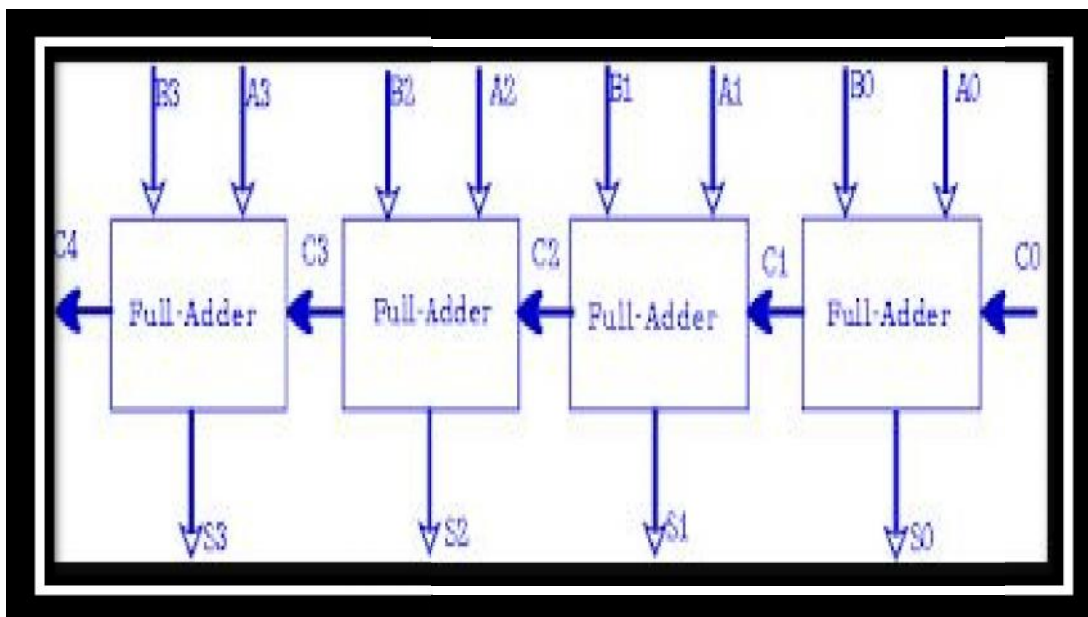 B3 A3 B2 A2 B1 A1 B0 A0
C4 C3 C2 C1 C0
Full-Adder Full-Adder Full-Adder Full-Adder
S3 S2 S1 S0